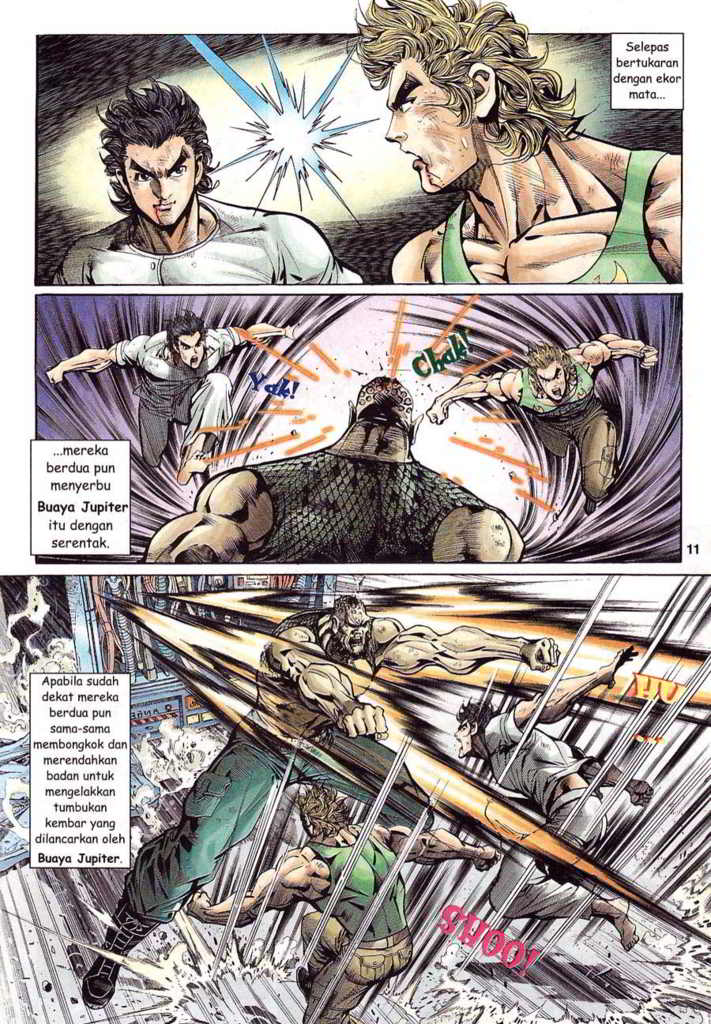 Selepas
bertukaran
dengan ekor
mata...
Yak!
Chak!
...mereka
berdua pun
menyerbu
Buaya Jupiter
itu dengan
serentak.
11
Apabila sudah
dekat mereka
berdua pun
sama-sama
membongkok dan
merendahkan
badan untuk
mengelakkan
tumbukan
kembar yang
dilancarkan oleh
Buaya Jupiter.
SHOO!